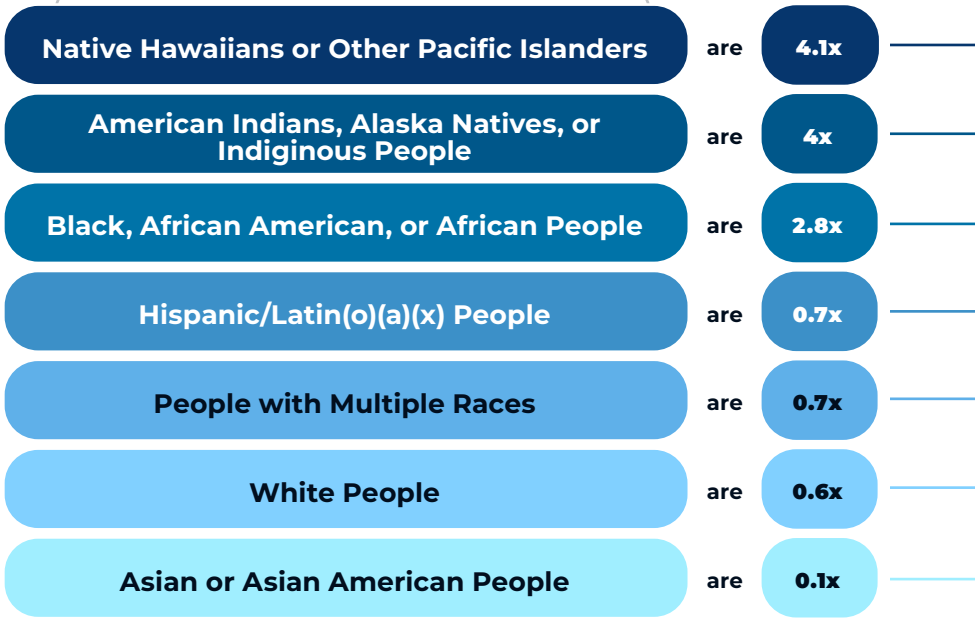 Native Hawaiians or Other Pacific Islanders are 4.1x
American Indians, Alaska Natives, or
Indiginous People are 4x
Black, African American, or African People are 2.8x
Hispanic/Latin(o)(a)(x) People are 0.7x
People with Multiple Races are 0.7x
White People are 0.6x
Asian or Asian American People are 0.1x